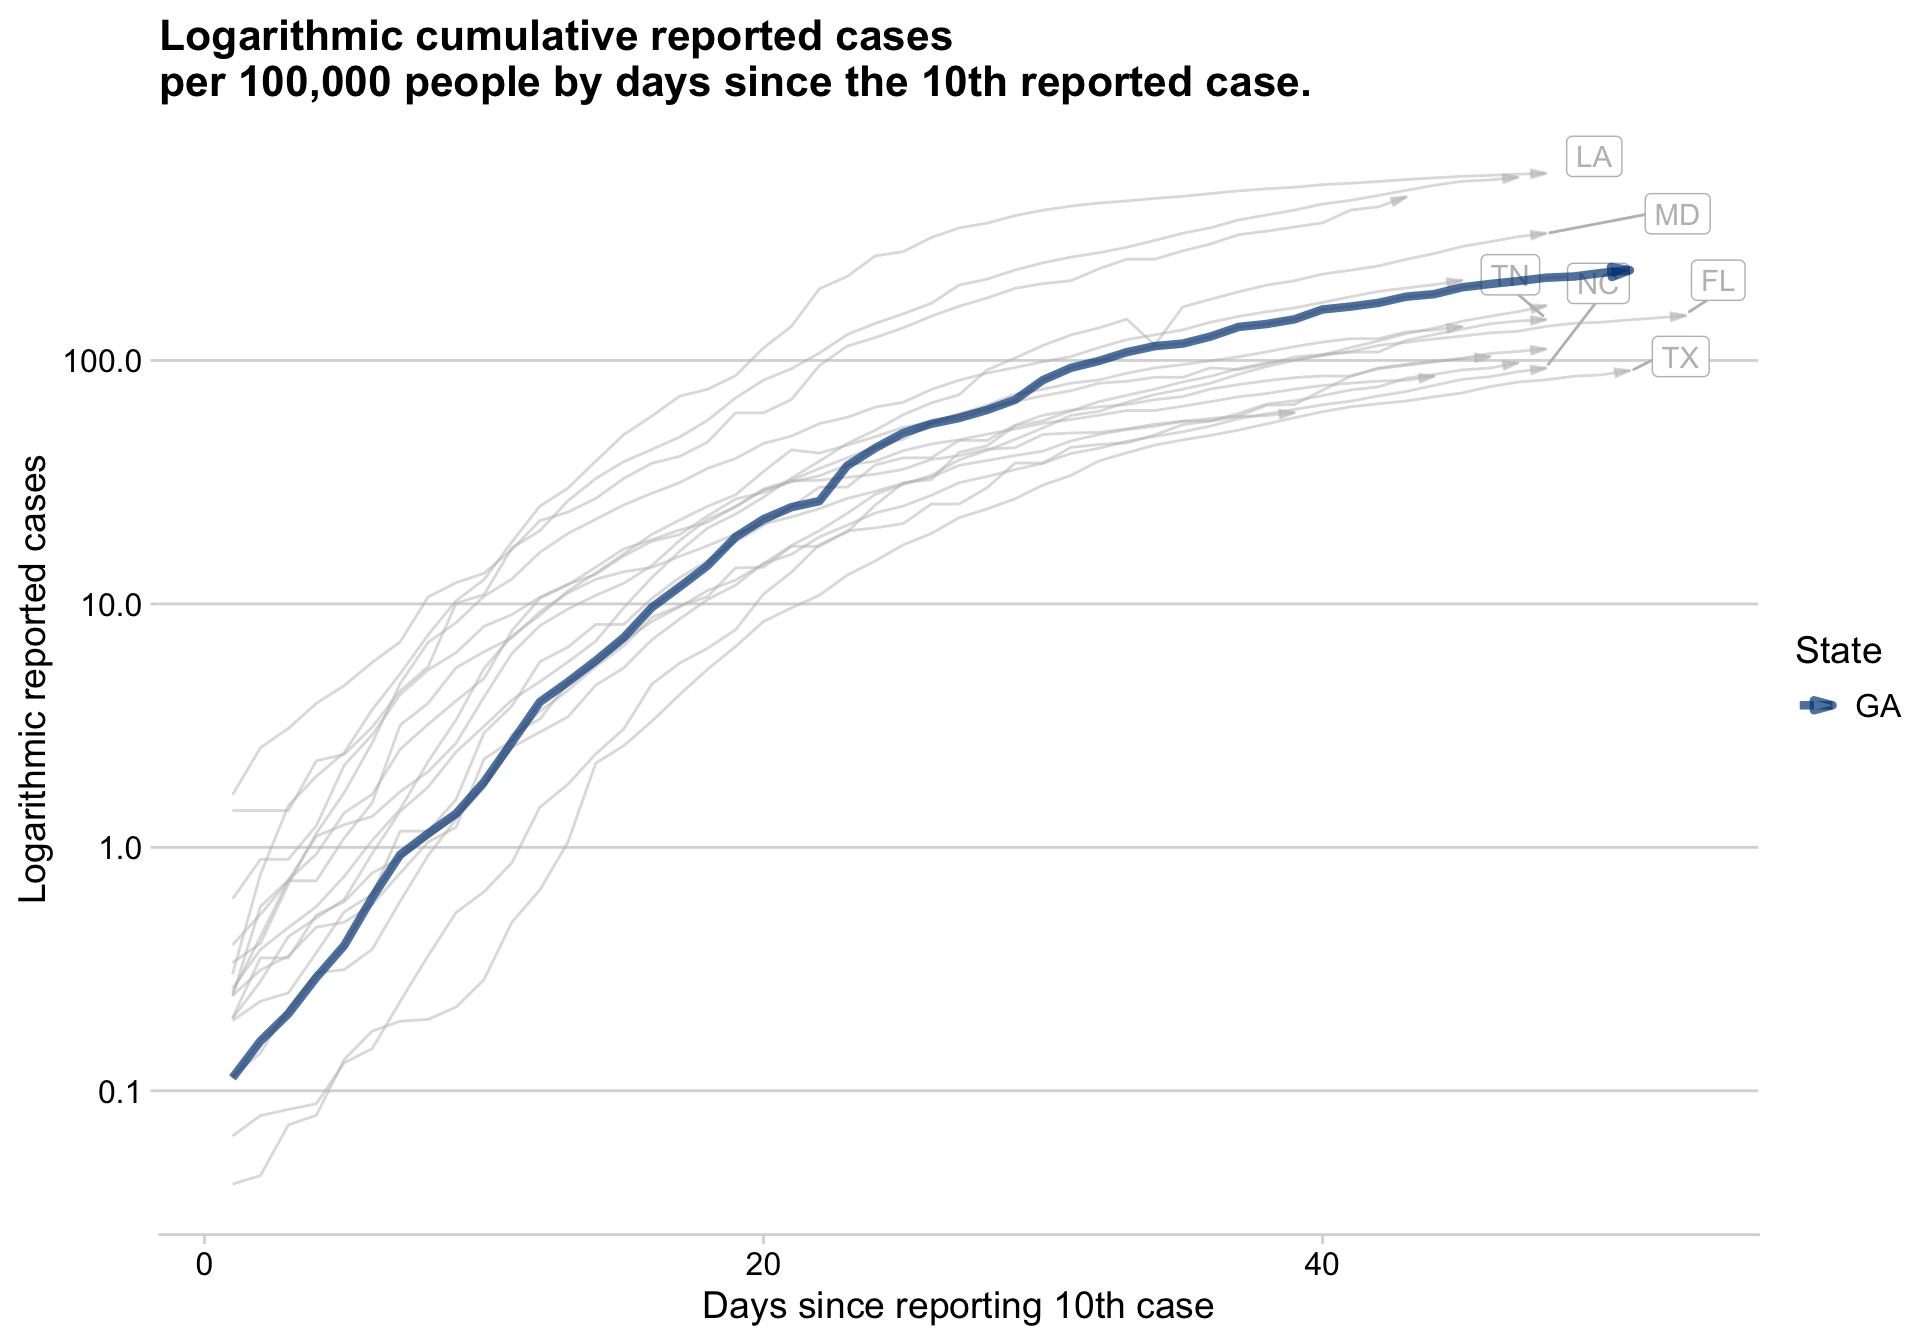 Logarithmic cumulative reported cases
per 100,000 people by days since the 10th reported case.
LA
MD
TN
NC
FL
TX
100.0
10.0
1.0
0.1
Logarithmic reported cases
State
GA
0
20
40
Days since reporting 10th case